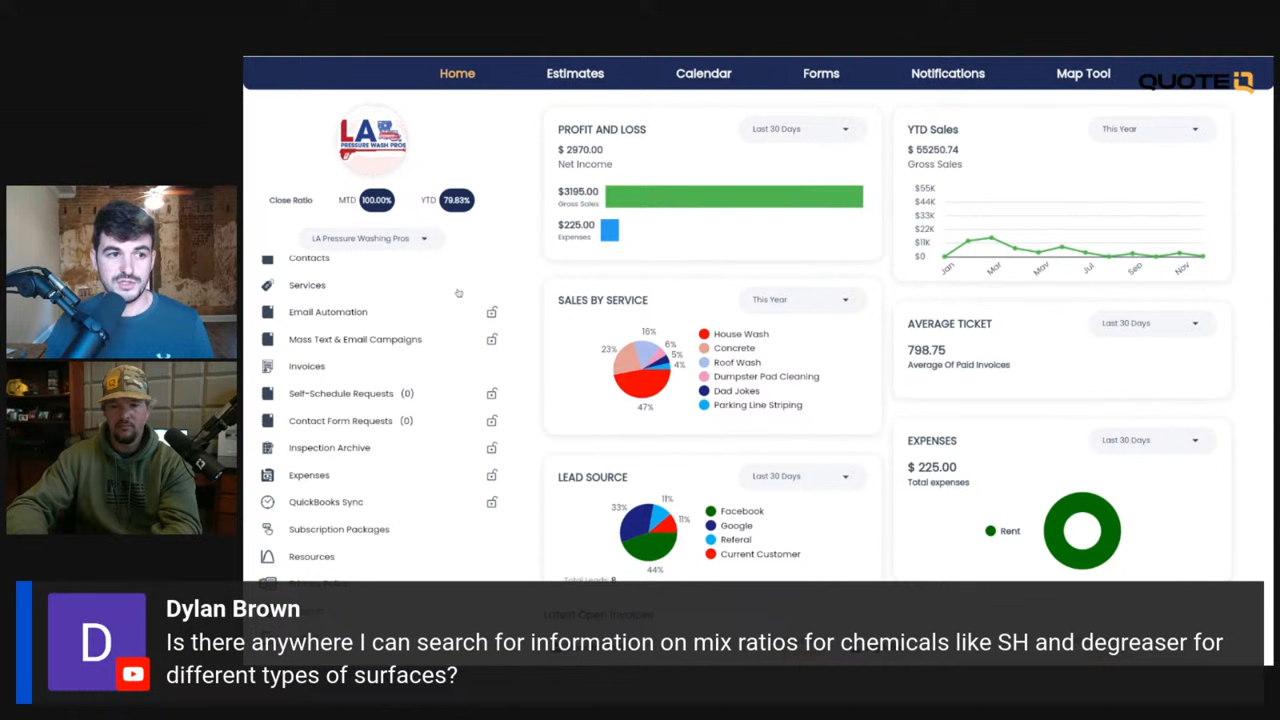 Home Estimates Calendar Forms Notifications Map Tool
QUOTE
LA
PRESSURE WASH PROS
Close Ratio MTD 100.00% YTD 79.83%
LA Pressure Washing Pros
Contacts
Services
Email Automation
Mass Text & Email Campaigns
Invoices
Self-Schedule Requests (0)
Contact Form Requests (0)
Inspection Archive
Expenses
QuickBooks Sync
Subscription Packages
Resources
PROFIT AND LOSS Last 30 Days
$ 2970.00
Net Income
$3195.00
Gross Sales
$225.00
Expenses
SALES BY SERVICE This Year
16%
6%
5%
4%
23%
47%
House Wash
Concrete
Roof Wash
Dumpster Pad Cleaning
Dad Jokes
Parking Line Striping
LEAD SOURCE Last 30 Days
11%
33%
11%
44%
Facebook
Google
Referal
Current Customer
Total Leads: 8
Latest Open Invoices
YTD Sales This Year
$ 55250.74
Gross Sales
$55K
$44K
$33K
$22K
$11K
$0
Jan Mar May Jul Sep Nov
AVERAGE TICKET Last 30 Days
798.75
Average Of Paid Invoices
EXPENSES Last 30 Days
$ 225.00
Total expenses
Rent
D
Dylan Brown
Is there anywhere I can search for information on mix ratios for chemicals like SH and degreaser for
different types of surfaces?